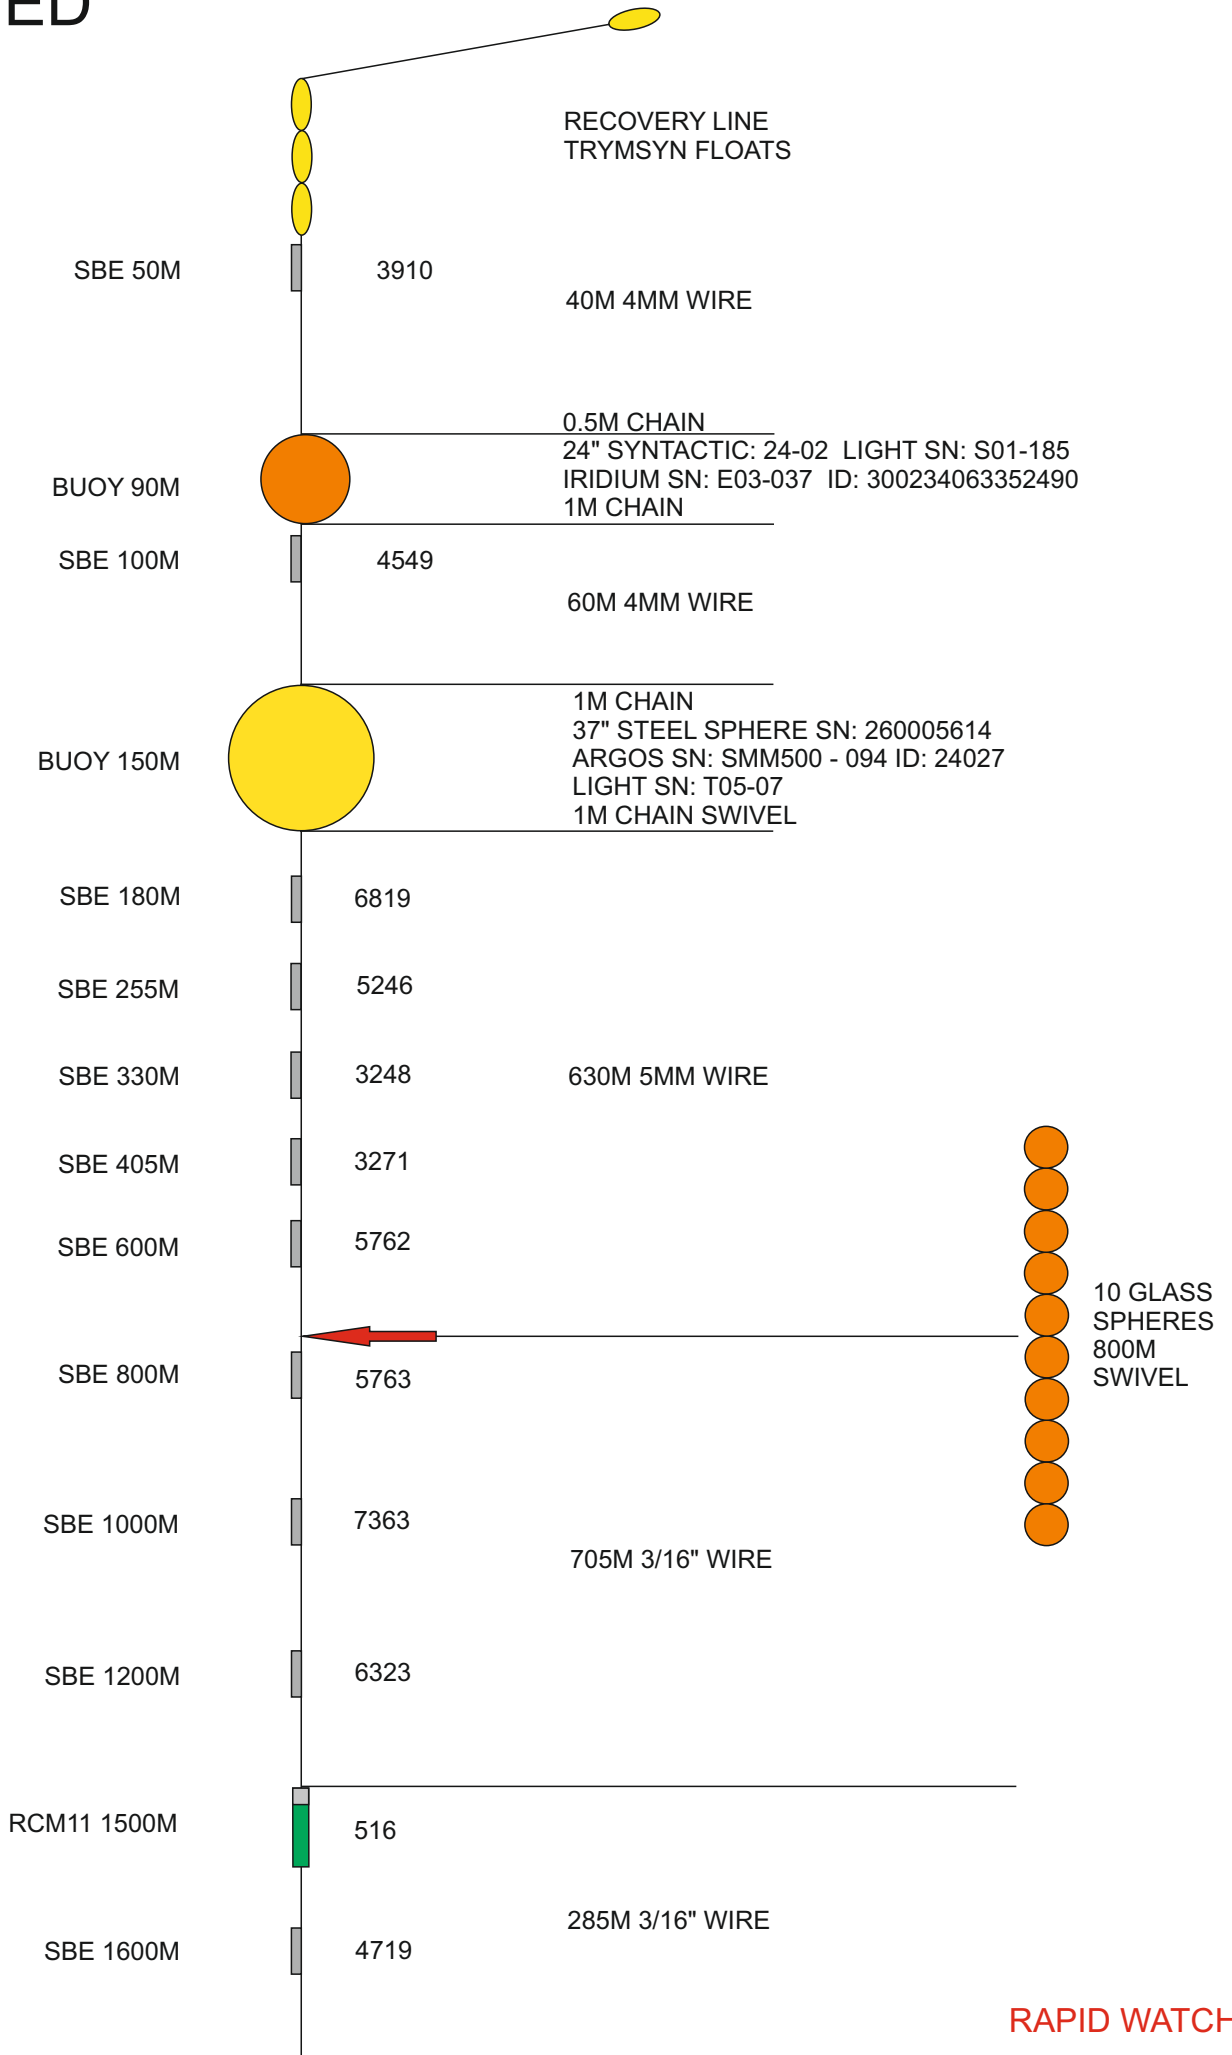 RECOVERY LINE
TRYMSYN FLOATS
SBE 50M 3910
40M 4MM WIRE
0.5M CHAIN
24" SYNTACTIC: 24-02 LIGHT SN: S01-185
IRIDIUM SN: E03-037 ID: 300234063352490
BUOY 90M
1M CHAIN
SBE 100M 4549
60M 4MM WIRE
1M CHAIN
37" STEEL SPHERE SN: 260005614
BUOY 150M
ARGOS SN: SMM500 - 094 ID: 24027
LIGHT SN: T05-07
1M CHAIN SWIVEL
SBE 180M 6819
SBE 255M 5246
SBE 330M 3248 630M 5MM WIRE
SBE 405M 3271
SBE 600M 5762
10 GLASS
SPHERES
800M
SWIVEL
SBE 800M 5763
SBE 1000M 7363
705M 3/16" WIRE
SBE 1200M 6323
RCM11 1500M 516
285M 3/16" WIRE
SBE 1600M 4719
RAPID WATCH